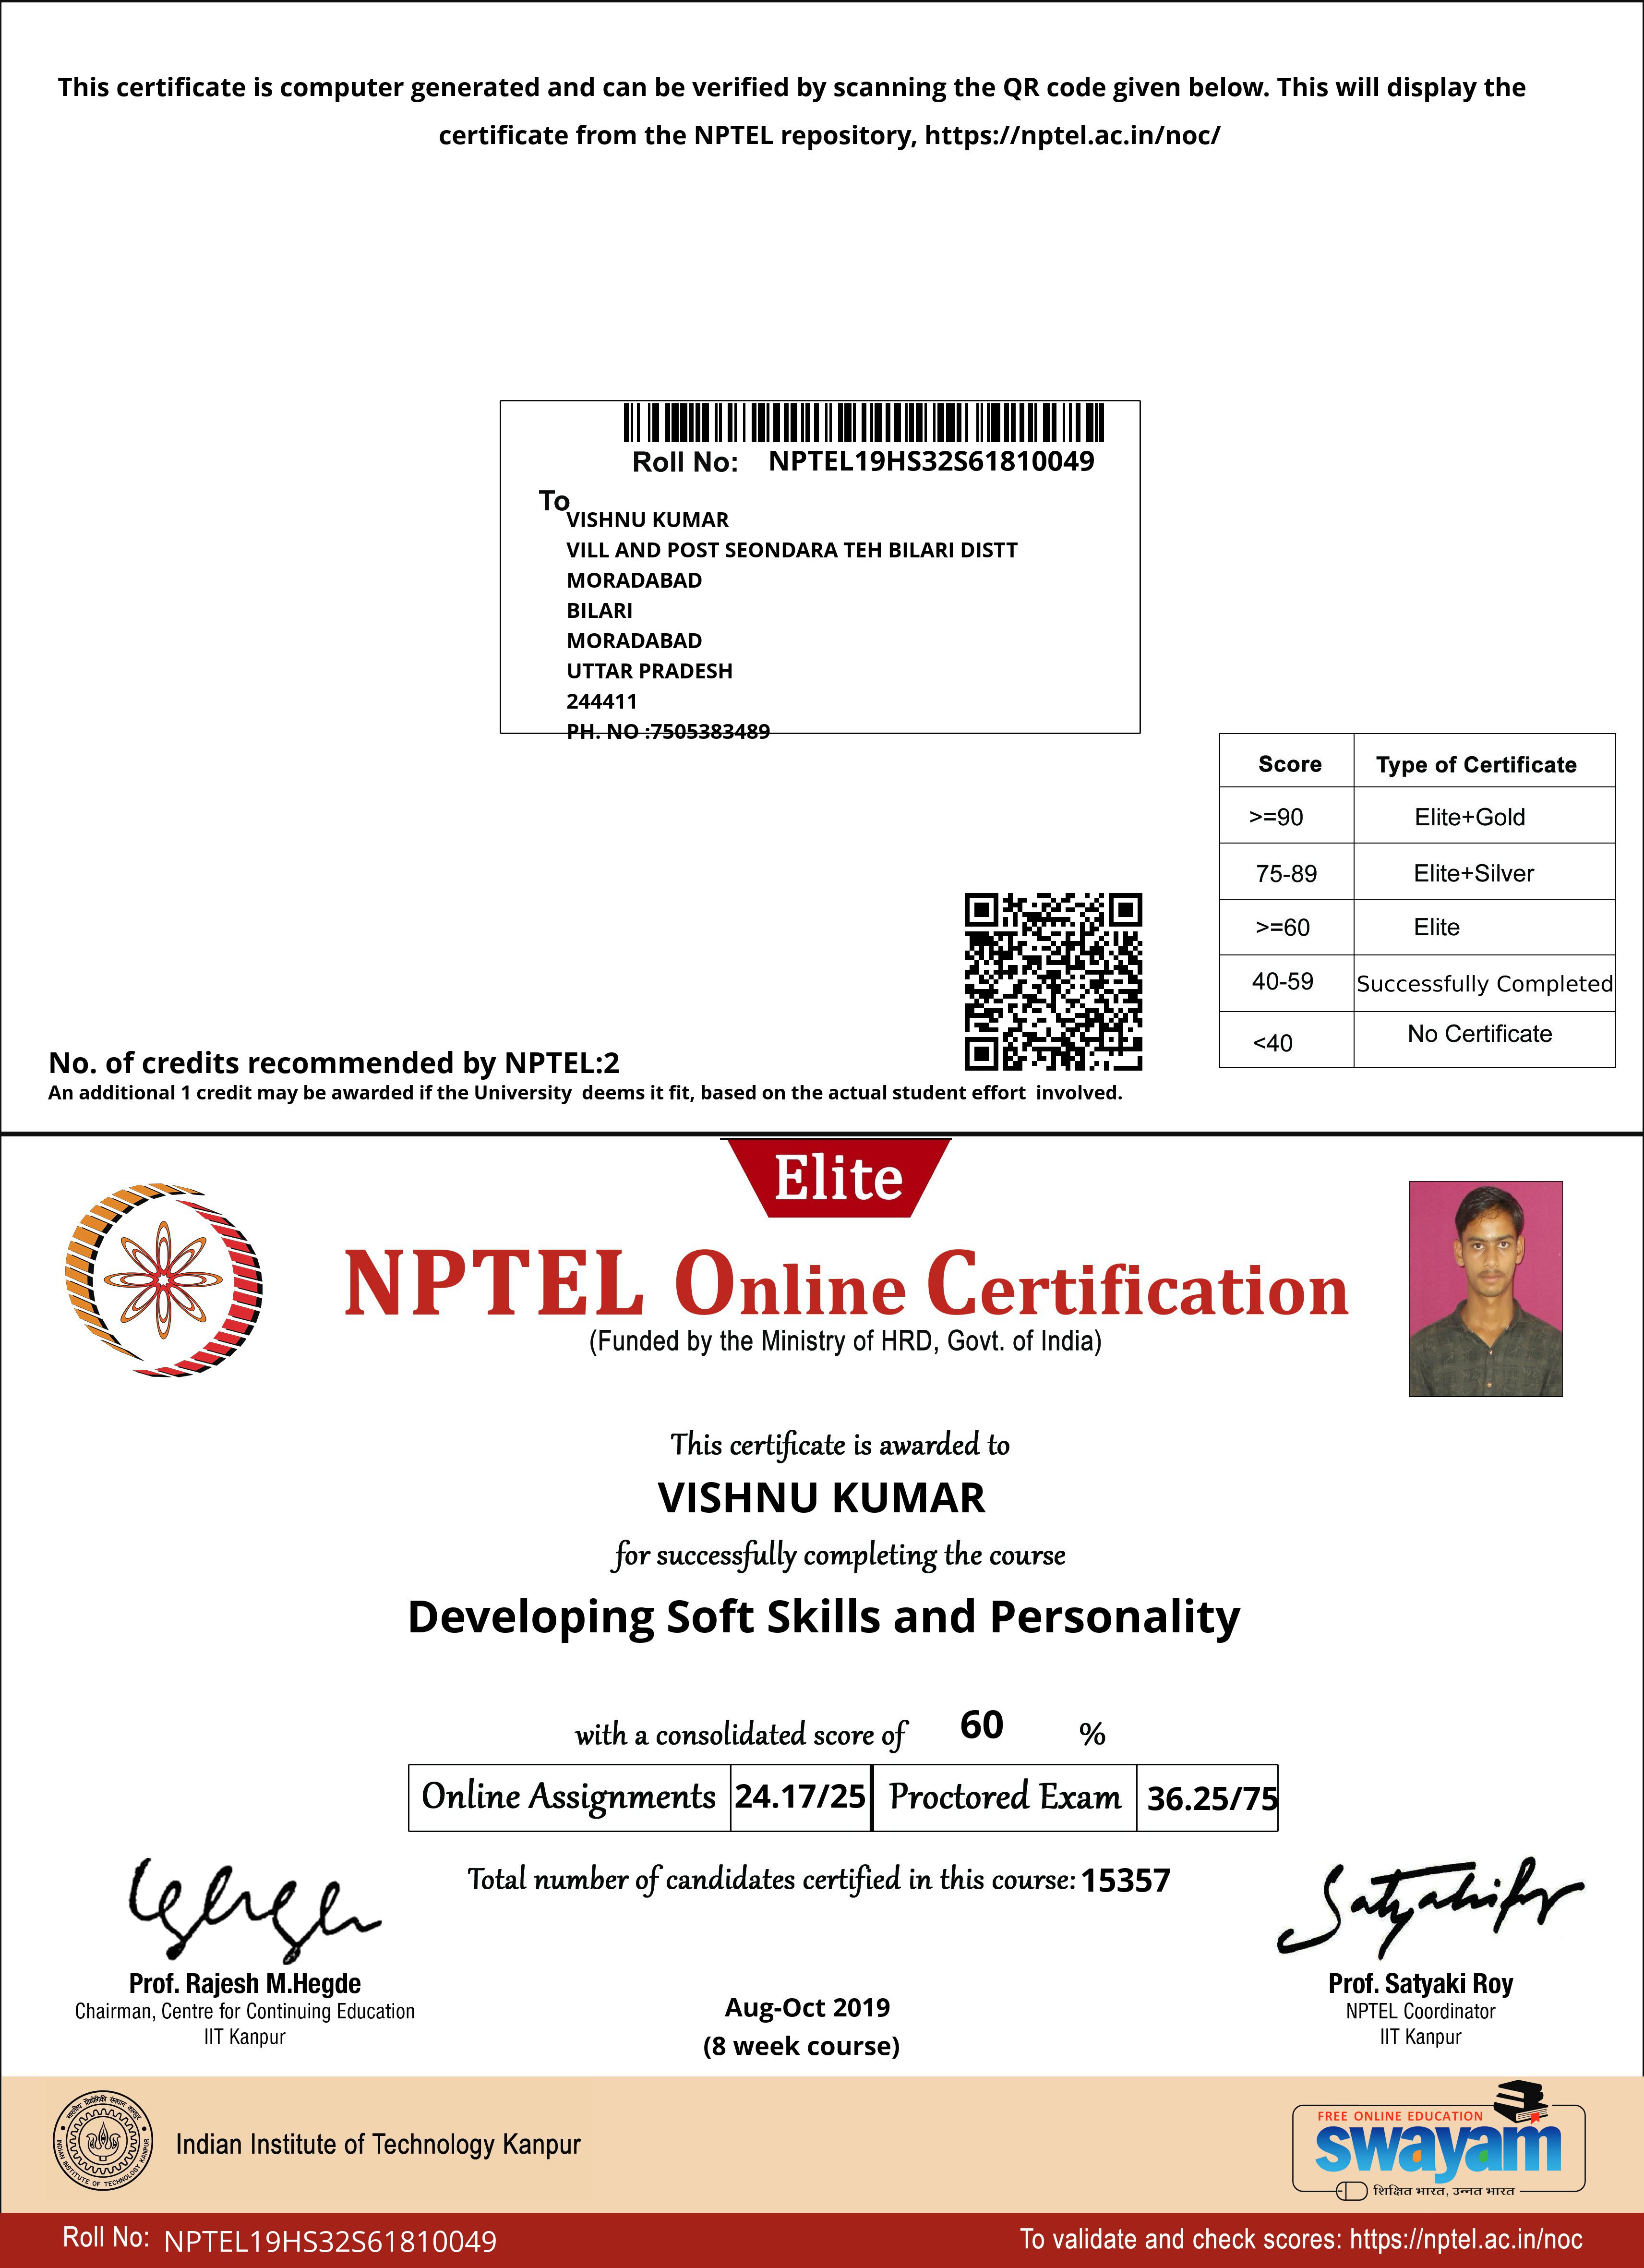 This certificate is computer generated and can be verified by scanning the QR code given below. This will display the
certificate from the NPTEL repository, https://nptel.ac.in/noc/
Roll No: NPTEL19HS32S61810049
To
VISHNU KUMAR
VILL AND POST SEONDARA TEH BILARI DISTT
MORADABAD
BILARI
MORADABAD
UTTAR PRADESH
244411
PH. NO :7505383489
Score Type of Certificate
>=90 Elite+Gold
75-89 Elite+Silver
>=60 Elite
40-59 Successfully Completed
<40 No Certificate
No. of credits recommended by NPTEL:2
An additional 1 credit may be awarded if the University deems it fit, based on the actual student effort involved.
Elite
NPTEL Online Certification
(Funded by the Ministry of HRD, Govt. of India)
This certificate is awarded to
VISHNU KUMAR
for successfully completing the course
Developing Soft Skills and Personality
with a consolidated score of 60 %
Online Assignments 24.17/25 Proctored Exam 36.25/75
Total number of candidates certified in this course: 15357
Prof. Rajesh M.Hegde
Chairman, Centre for Continuing Education
IIT Kanpur
Aug-Oct 2019
(8 week course)
Prof. Satyaki Roy
NPTEL Coordinator
IIT Kanpur
भारतीय प्रौद्योगिकी संस्थान कानपुर
INDIAN INSTITUTE OF TECHNOLOGY KANPUR
Indian Institute of Technology Kanpur
FREE ONLINE EDUCATION
swayam
शिक्षित भारत, उन्नत भारत
Roll No: NPTEL19HS32S61810049
To validate and check scores: https://nptel.ac.in/noc